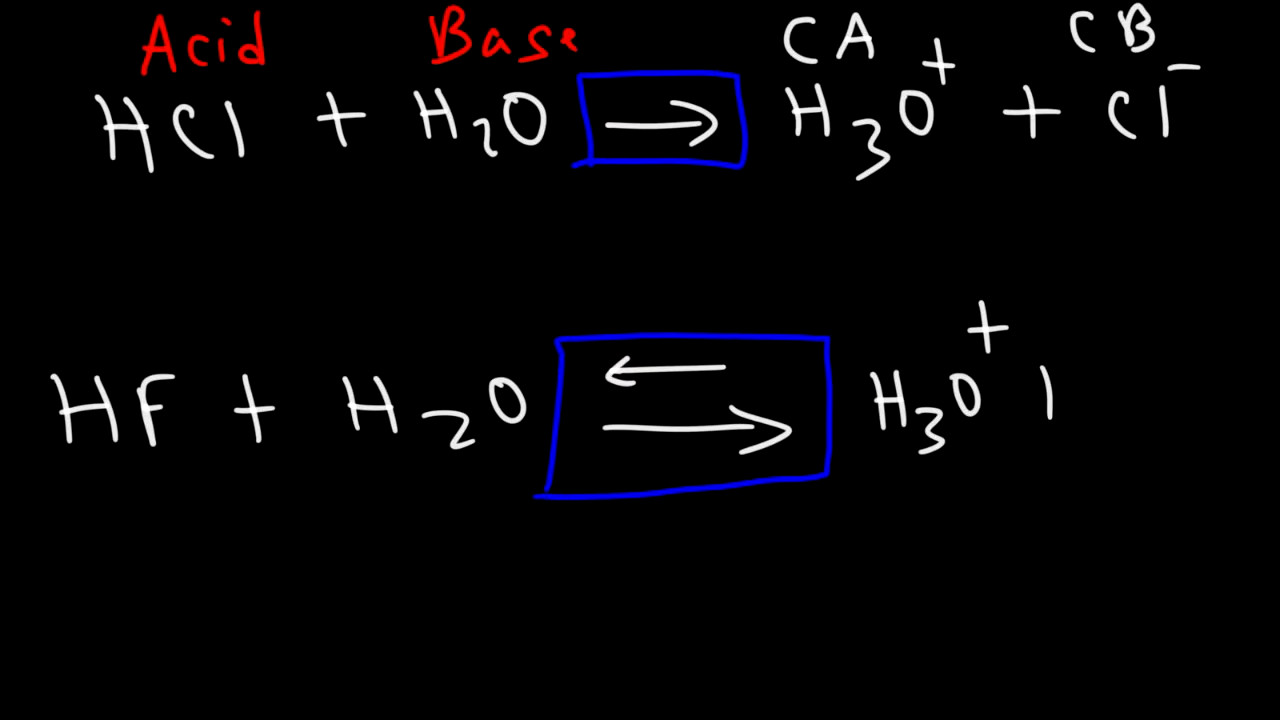 Acid Base CA CB
HCl + H₂O → H₃O⁺ + Cl⁻
HF + H₂O ⇄ H₃O⁺